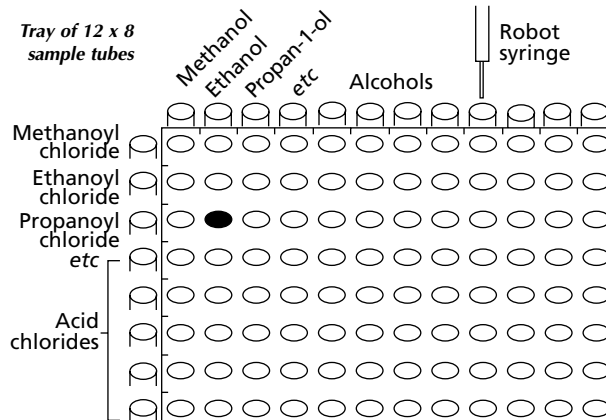 Tray of 12 x 8
sample tubes
Methanol
Ethanol
Propan-1-ol
etc
Alcohols
Robot
syringe
Methanoyl
chloride
Ethanoyl
chloride
Propanoyl
chloride
etc
Acid
chlorides